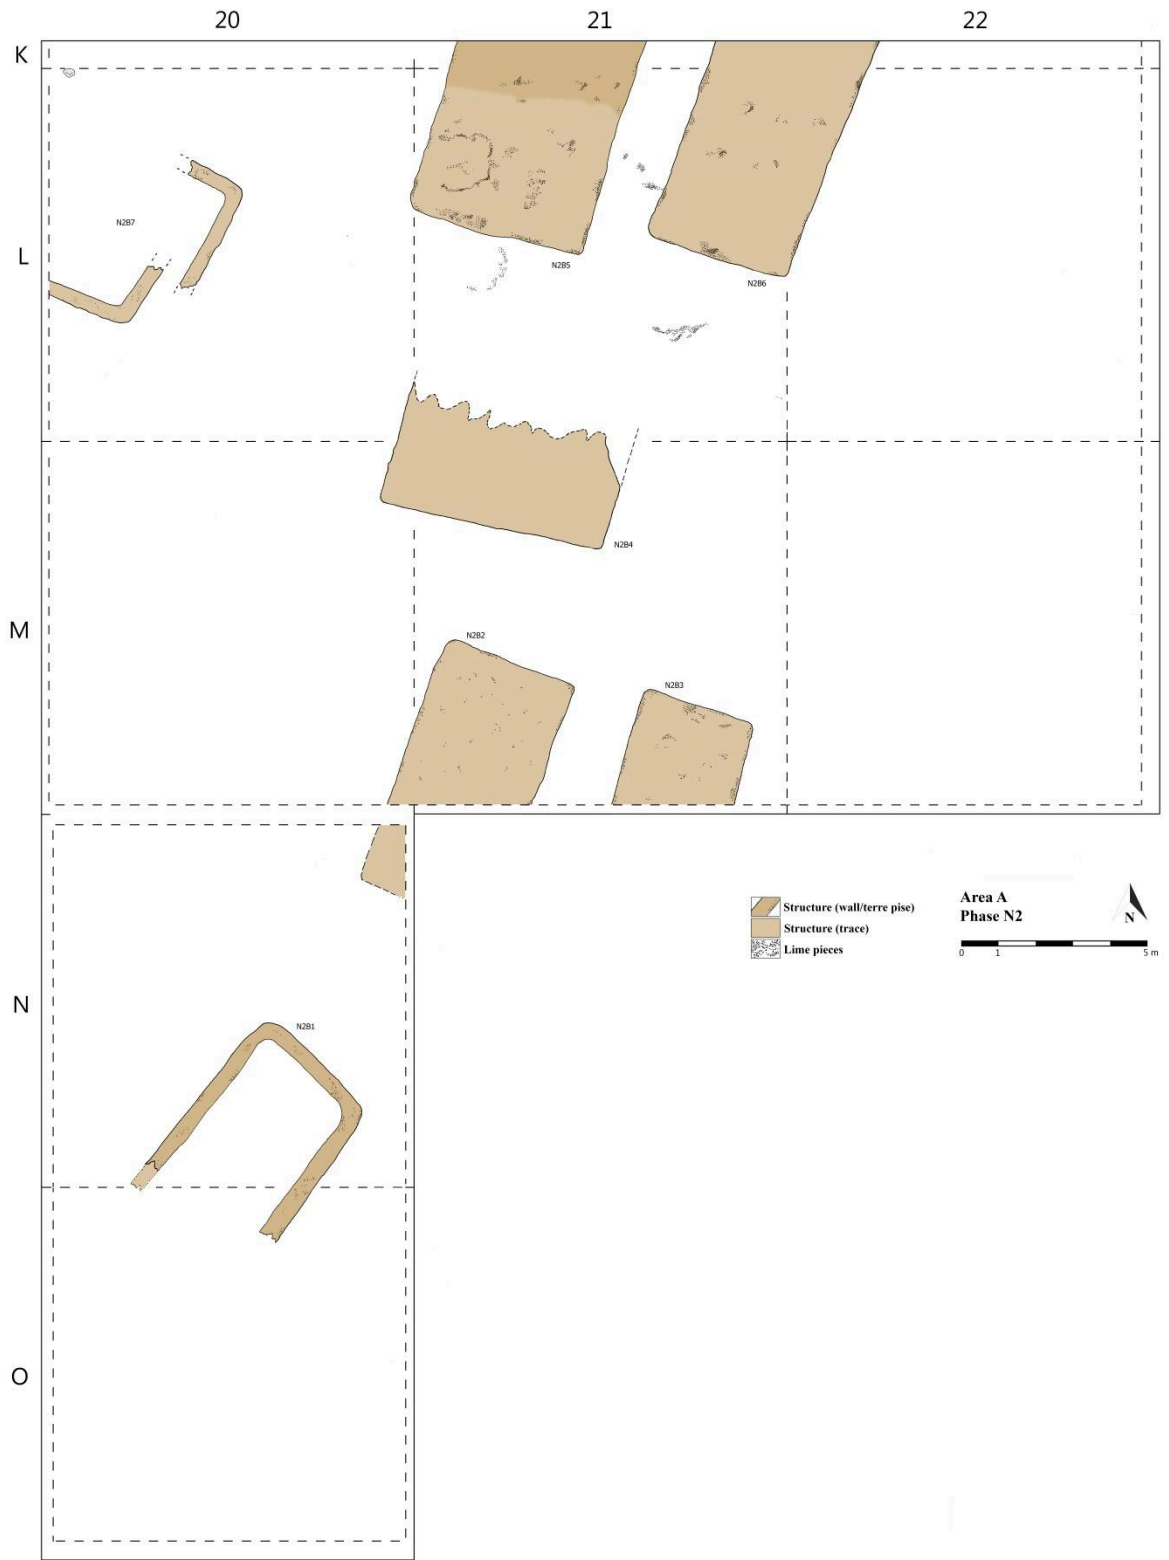 20 21 22
K
N2B7
L
N2B5
N2B6
N2B4
M
N2B2
N2B3
Structure (wall/terre pise)
Structure (trace)
Lime pieces
Area A
Phase N2
N
0 1 5 m
N
N2B1
O